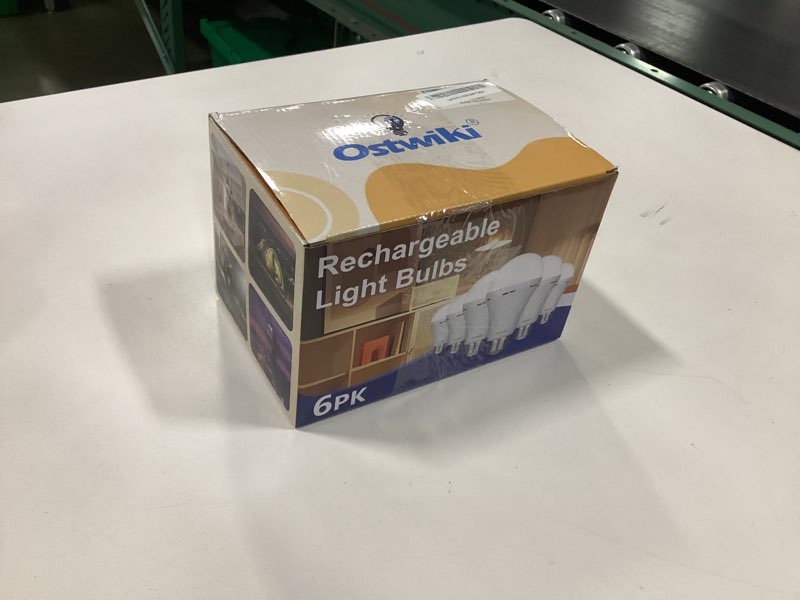 Ostwiki®
Rechargeable
Light Bulbs
6PK